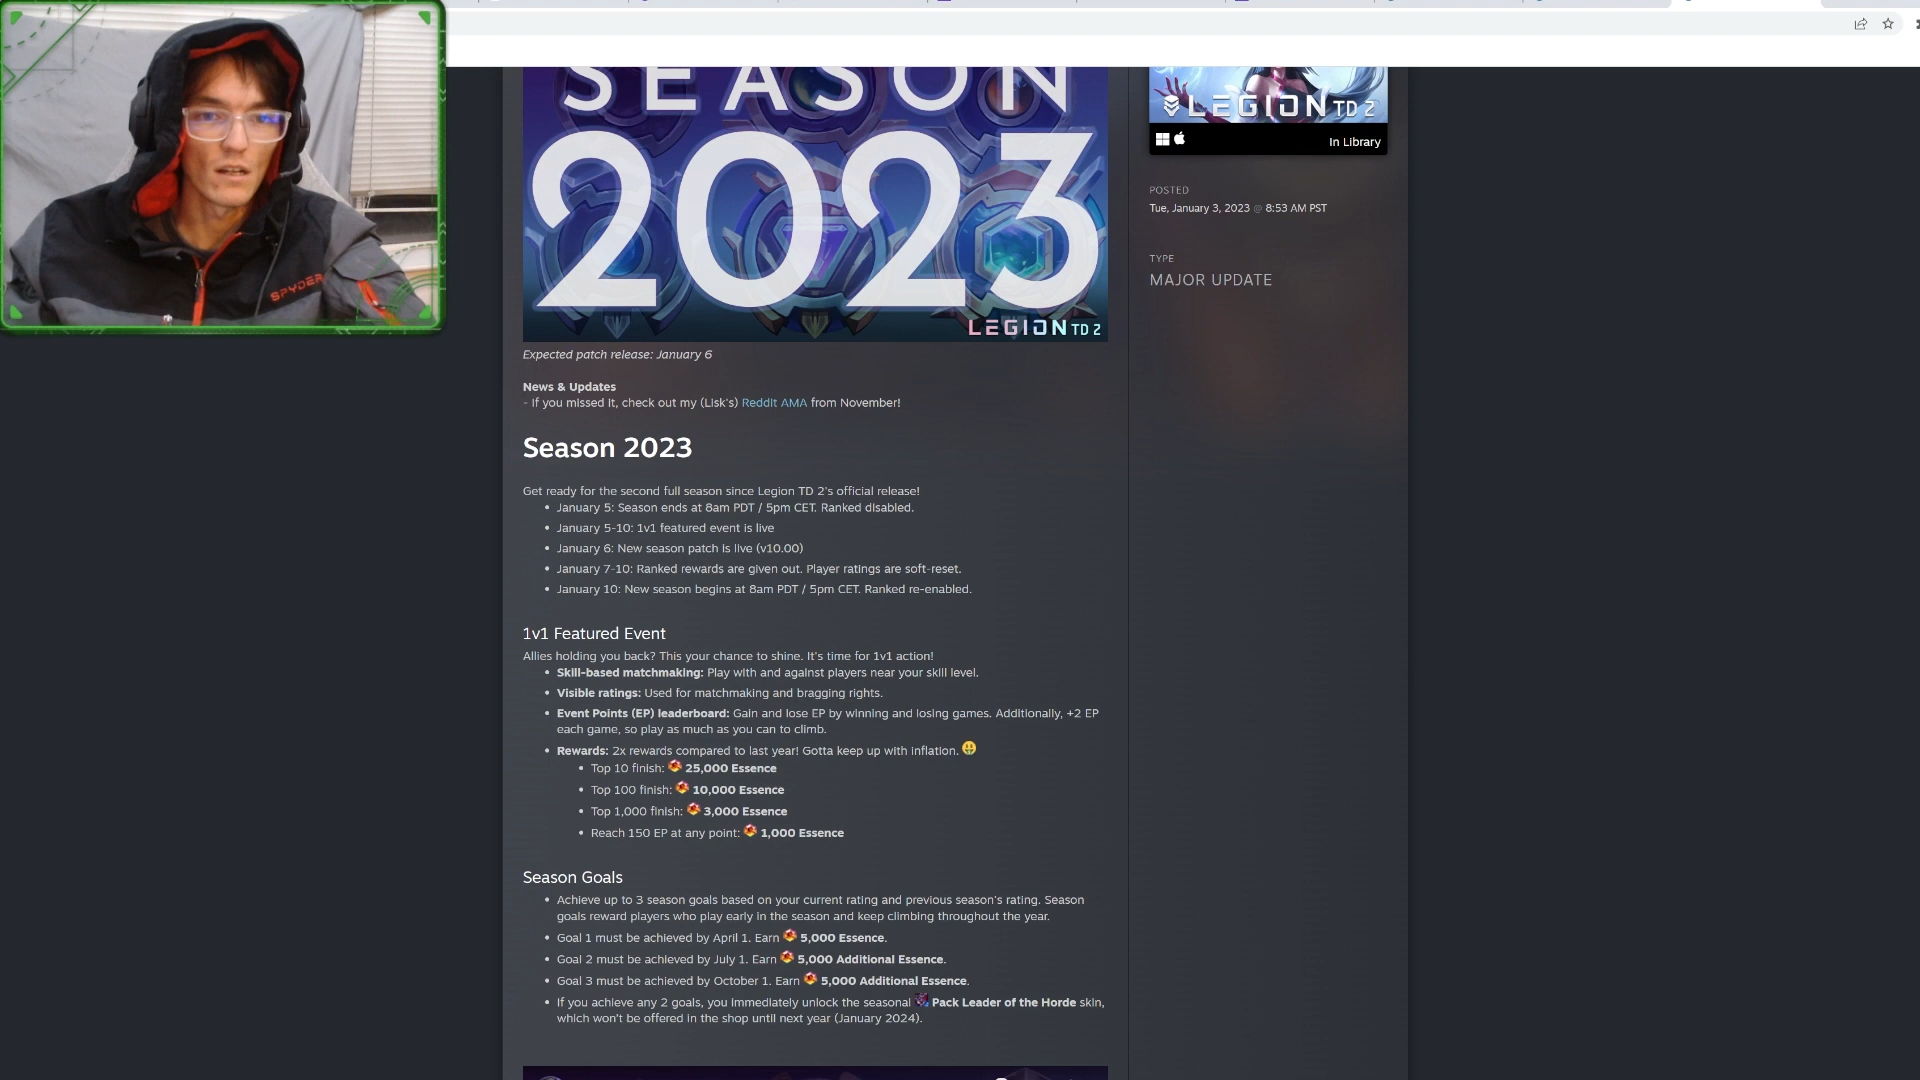 SEASON
2023
LEGION TD 2
LEGION TD 2
In Library
POSTED
Tue, January 3, 2023 @ 8:53 AM PST
TYPE
MAJOR UPDATE
SPYDER
Expected patch release: January 6
News & Updates
- If you missed it, check out my (Lisk's) Reddit AMA from November!
Season 2023
Get ready for the second full season since Legion TD 2's official release!
• January 5: Season ends at 8am PDT / 5pm CET. Ranked disabled.
• January 5-10: 1v1 featured event is live
• January 6: New season patch is live (v10.00)
• January 7-10: Ranked rewards are given out. Player ratings are soft-reset.
• January 10: New season begins at 8am PDT / 5pm CET. Ranked re-enabled.
1v1 Featured Event
Allies holding you back? This your chance to shine. It's time for 1v1 action!
• Skill-based matchmaking: Play with and against players near your skill level.
• Visible ratings: Used for matchmaking and bragging rights.
• Event Points (EP) leaderboard: Gain and lose EP by winning and losing games. Additionally, +2 EP
each game, so play as much as you can to climb.
• Rewards: 2x rewards compared to last year! Gotta keep up with inflation.
• Top 10 finish: 25,000 Essence
• Top 100 finish: 10,000 Essence
• Top 1,000 finish: 3,000 Essence
• Reach 150 EP at any point: 1,000 Essence
Season Goals
• Achieve up to 3 season goals based on your current rating and previous season's rating. Season
goals reward players who play early in the season and keep climbing throughout the year.
• Goal 1 must be achieved by April 1. Earn 5,000 Essence.
• Goal 2 must be achieved by July 1. Earn 5,000 Additional Essence.
• Goal 3 must be achieved by October 1. Earn 5,000 Additional Essence.
• If you achieve any 2 goals, you immediately unlock the seasonal Pack Leader of the Horde skin,
which won't be offered in the shop until next year (January 2024).